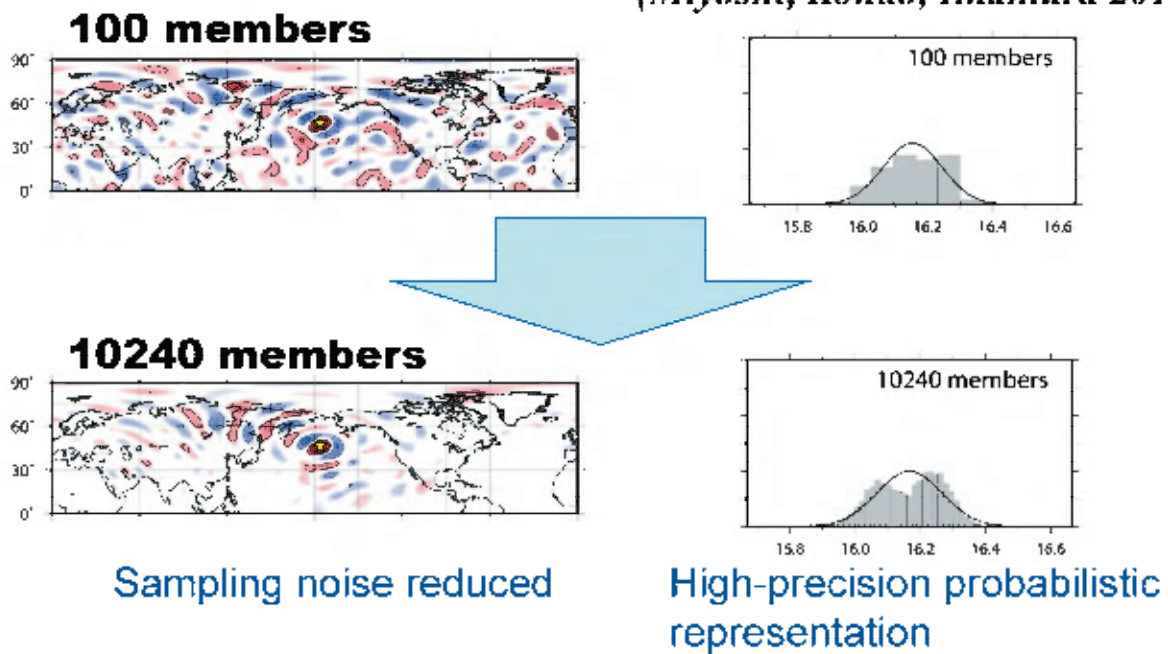 100 members
90°
60°
30°
0°
100 members
15.8 16.0 16.2 16.4 16.6
10240 members
90°
60°
30°
0°
10240 members
15.8 16.0 16.2 16.4 16.6
Sampling noise reduced
High-precision probabilistic
representation